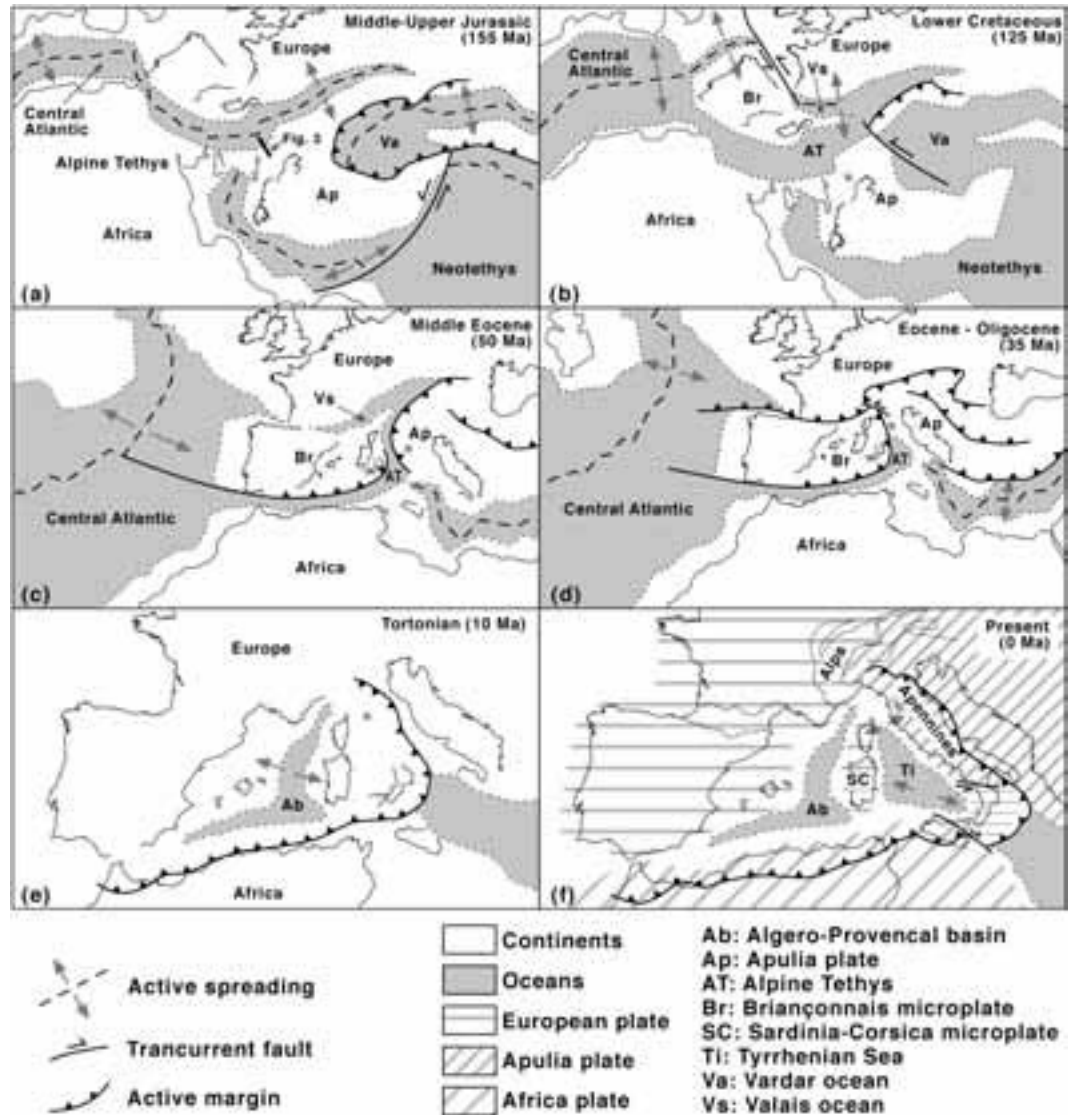 Middle-Upper Jurassic
(155 Ma)
Europe
Central
Atlantic
Fig. 3
Va
Alpine Tethys
Ap
Africa
Neotethys
(a)
Lower Cretaceous
(125 Ma)
Europe
Central
Atlantic
Vs
Br
Va
AT
Ap
Africa
Neotethys
(b)
Middle Eocene
(50 Ma)
Europe
Vs
Ap
Br
AT
Central Atlantic
Africa
(c)
Eocene - Oligocene
(35 Ma)
Europe
Ap
Br
AT
Central Atlantic
Africa
(d)
Tortonian (10 Ma)
Europe
Ab
Africa
(e)
Present
(0 Ma)
Alps
Apennines
SC
Ti
Ab
(f)
Active spreading
Trancurrent fault
Active margin
Continents
Oceans
European plate
Apulia plate
Africa plate
Ab: Algero-Provencal basin
Ap: Apulia plate
AT: Alpine Tethys
Br: Briançonnais microplate
SC: Sardinia-Corsica microplate
Ti: Tyrrhenian Sea
Va: Vardar ocean
Vs: Valais ocean